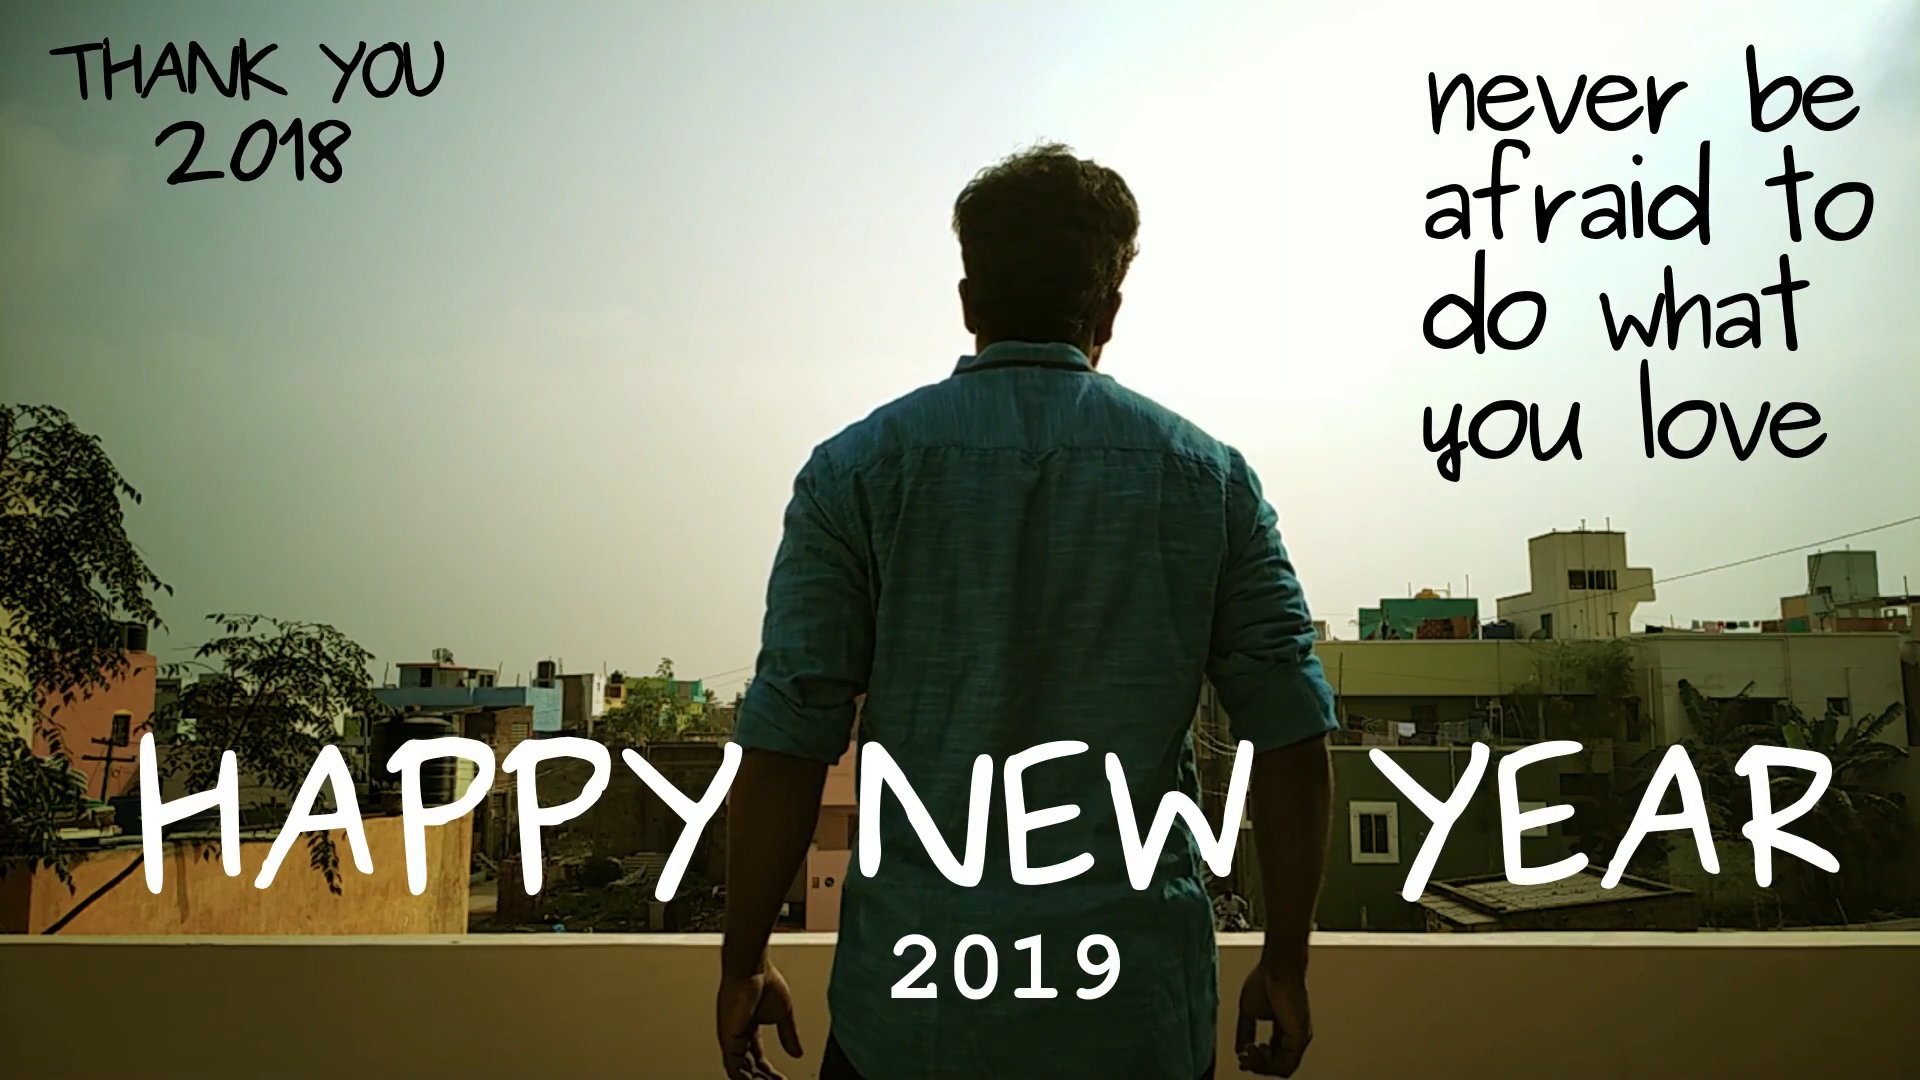 THANK YOU
2018
never be
afraid to
do what
you love
HAPPY NEW YEAR
2019